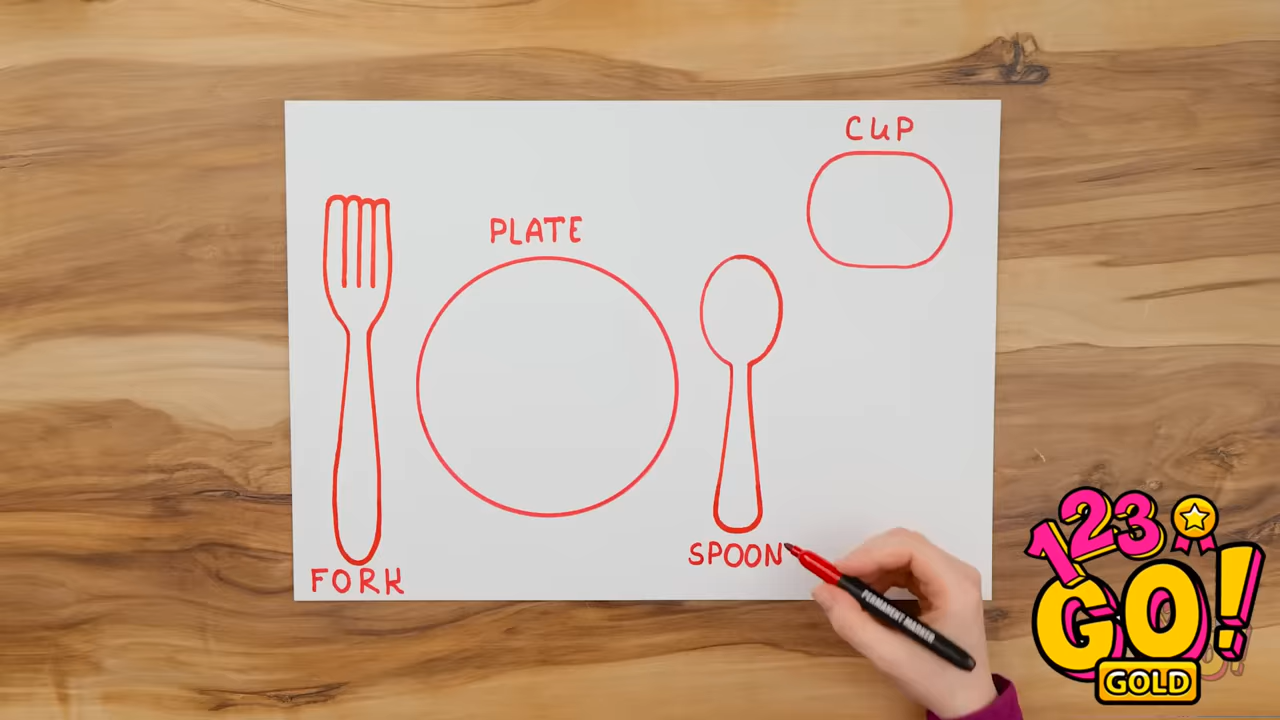 CUP
PLATE
FORK
SPOON
PERMANENT MARKER
123
GO!
GOLD